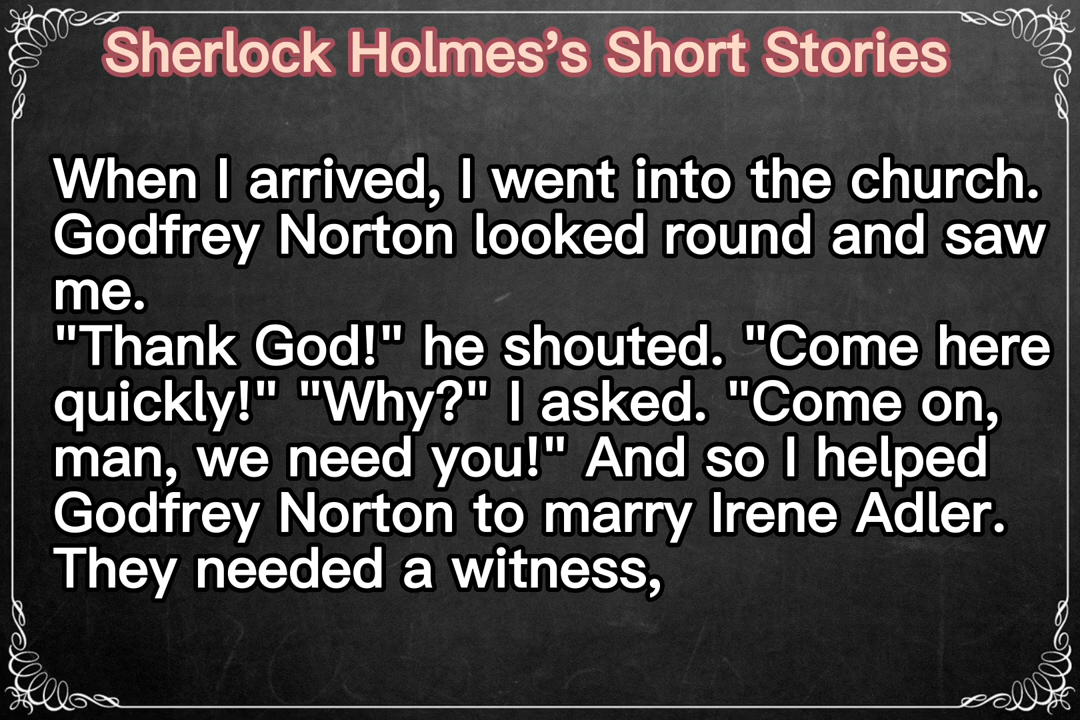 Sherlock Holmes’s Short Stories
When I arrived, I went into the church.
Godfrey Norton looked round and saw
me.
"Thank God!" he shouted. "Come here
quickly!" "Why?" I asked. "Come on,
man, we need you!" And so I helped
Godfrey Norton to marry Irene Adler.
They needed a witness,